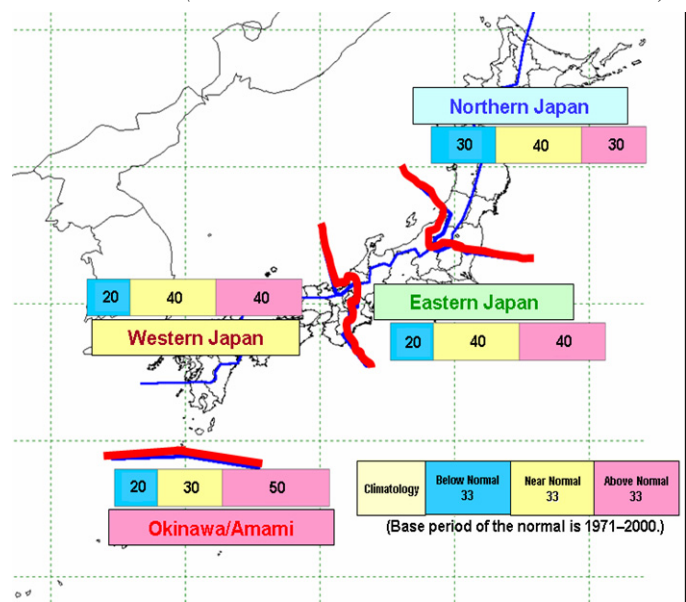 Northern Japan
30 40 30
20 40 40
Western Japan
Eastern Japan
20 40 40
20 30 50
Okinawa/Amami
Climatology
Below Normal
33
Near Normal
33
Above Normal
33
(Base period of the normal is 1971–2000.)